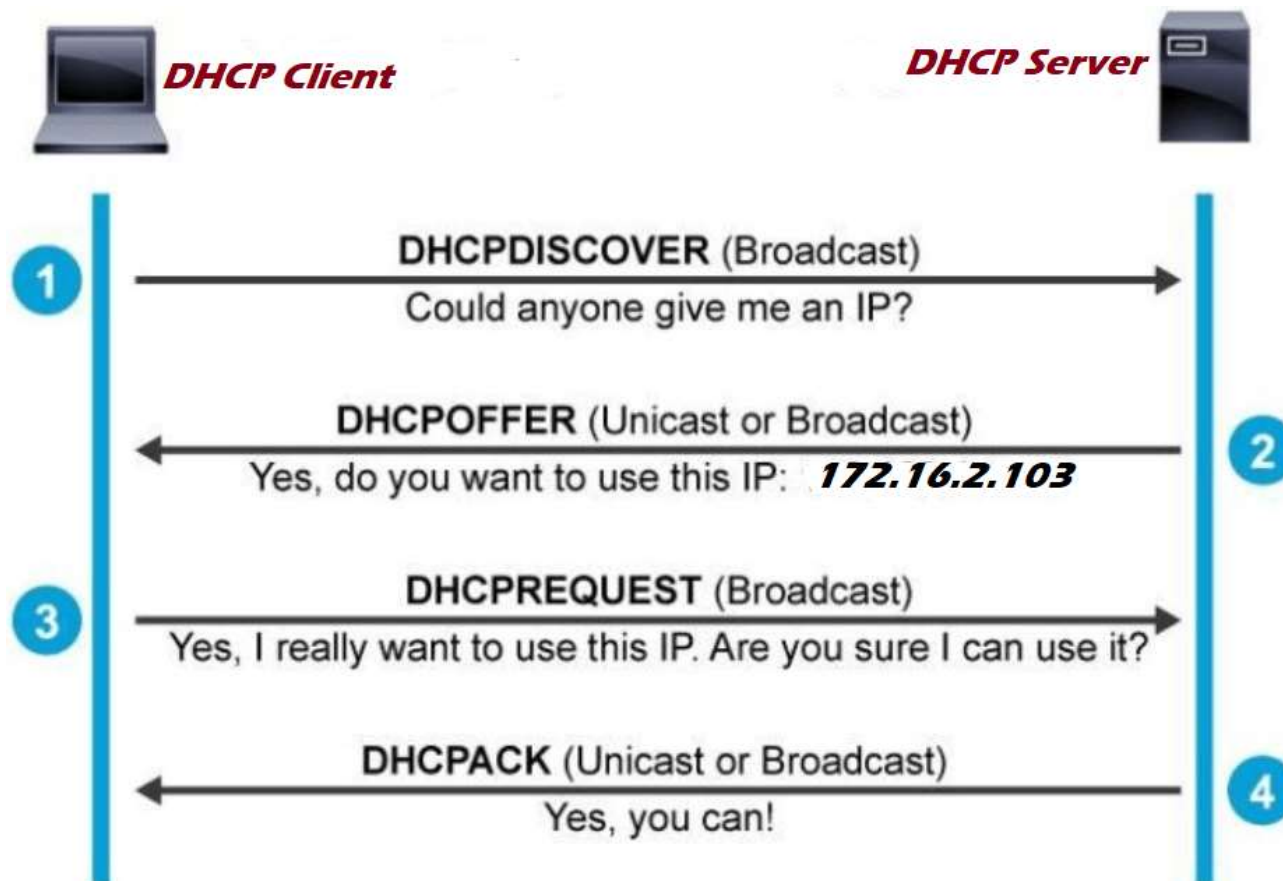 DHCP Client
DHCP Server
1
DHCPDISCOVER (Broadcast)
Could anyone give me an IP?
DHCPOFFER (Unicast or Broadcast)
2
Yes, do you want to use this IP: 172.16.2.103
3
DHCPREQUEST (Broadcast)
Yes, I really want to use this IP. Are you sure I can use it?
DHCPACK (Unicast or Broadcast)
4
Yes, you can!